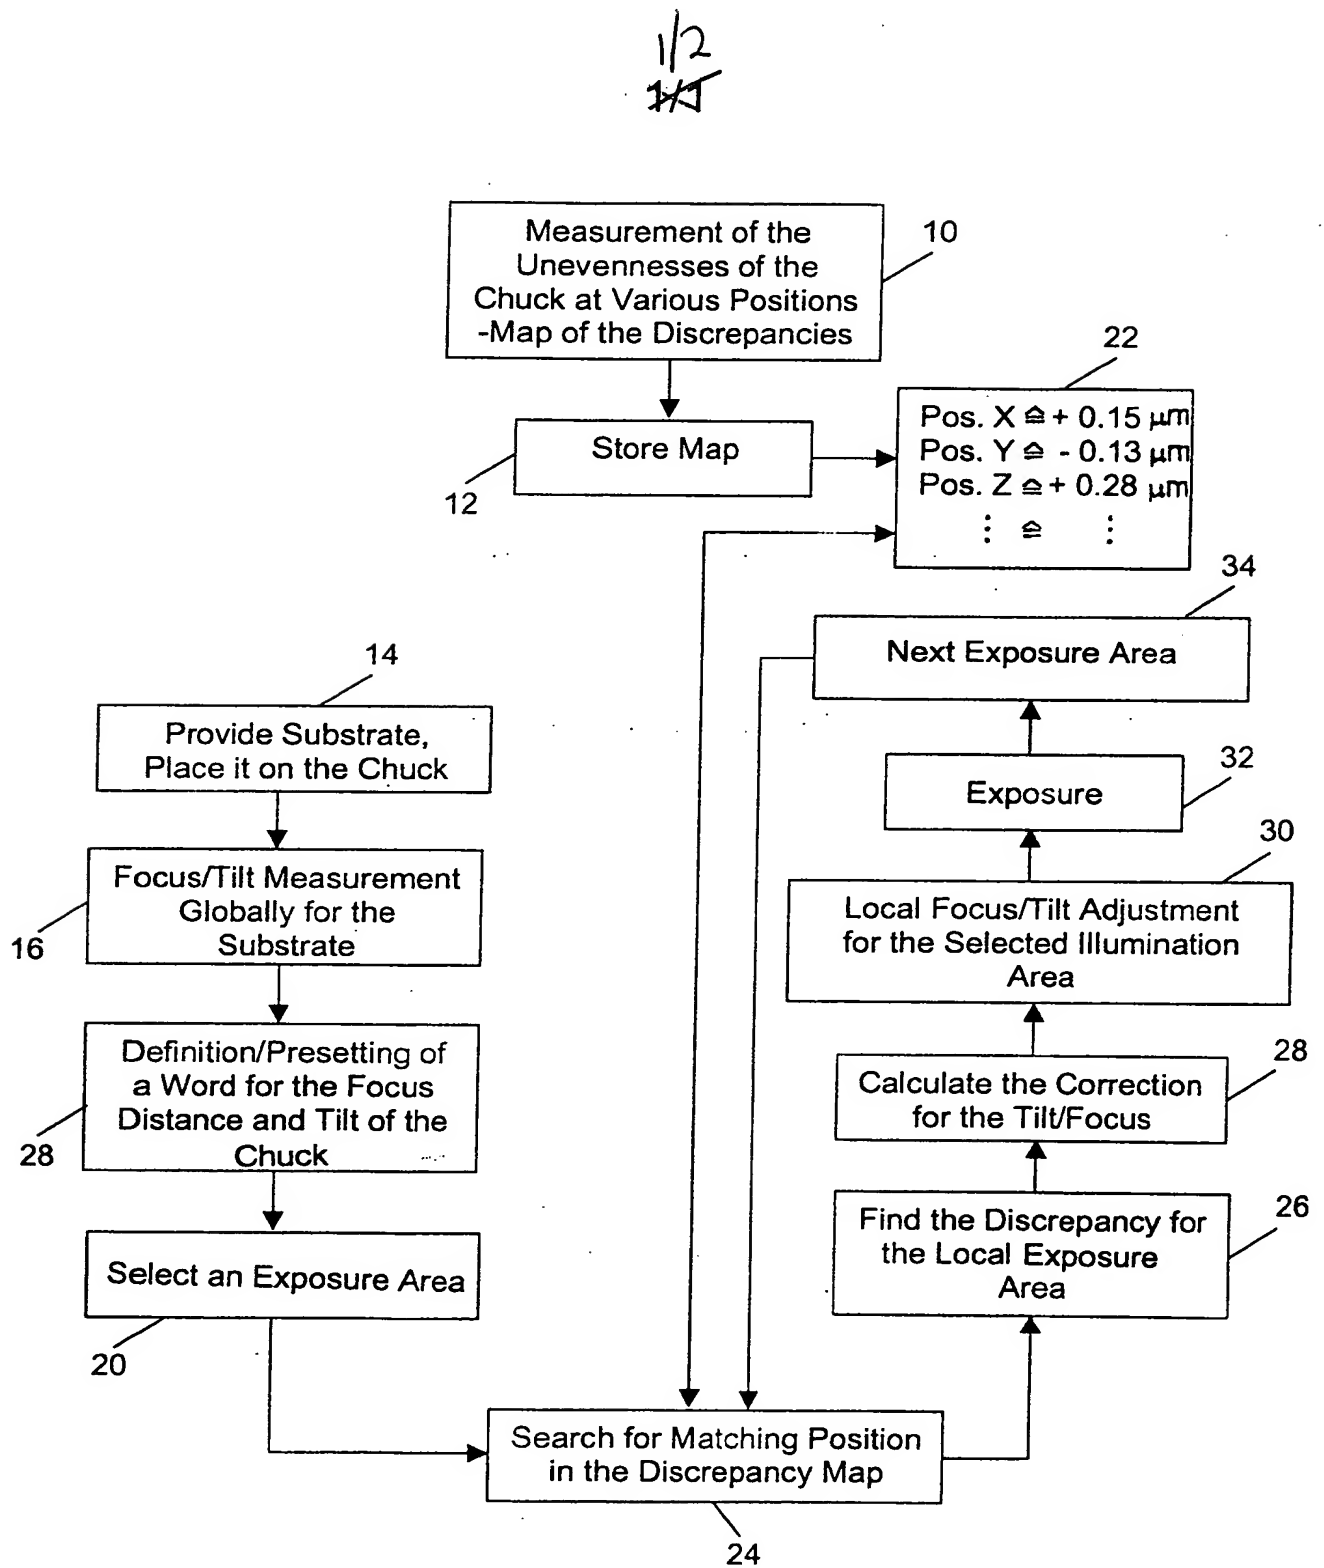 1/2
Measurement of the
Unevennesses of the
Chuck at Various Positions
-Map of the Discrepancies
10
22
Store Map
12
Pos. X ≙ + 0.15 μm
Pos. Y ≙ - 0.13 μm
Pos. Z ≙ + 0.28 μm
⋮ ≙ ⋮
34
Next Exposure Area
14
Provide Substrate,
Place it on the Chuck
32
Exposure
16
Focus/Tilt Measurement
Globally for the
Substrate
30
Local Focus/Tilt Adjustment
for the Selected Illumination
Area
28
Definition/Presetting of
a Word for the Focus
Distance and Tilt of the
Chuck
28
Calculate the Correction
for the Tilt/Focus
26
Find the Discrepancy for
the Local Exposure
Area
Select an Exposure Area
20
Search for Matching Position
in the Discrepancy Map
24